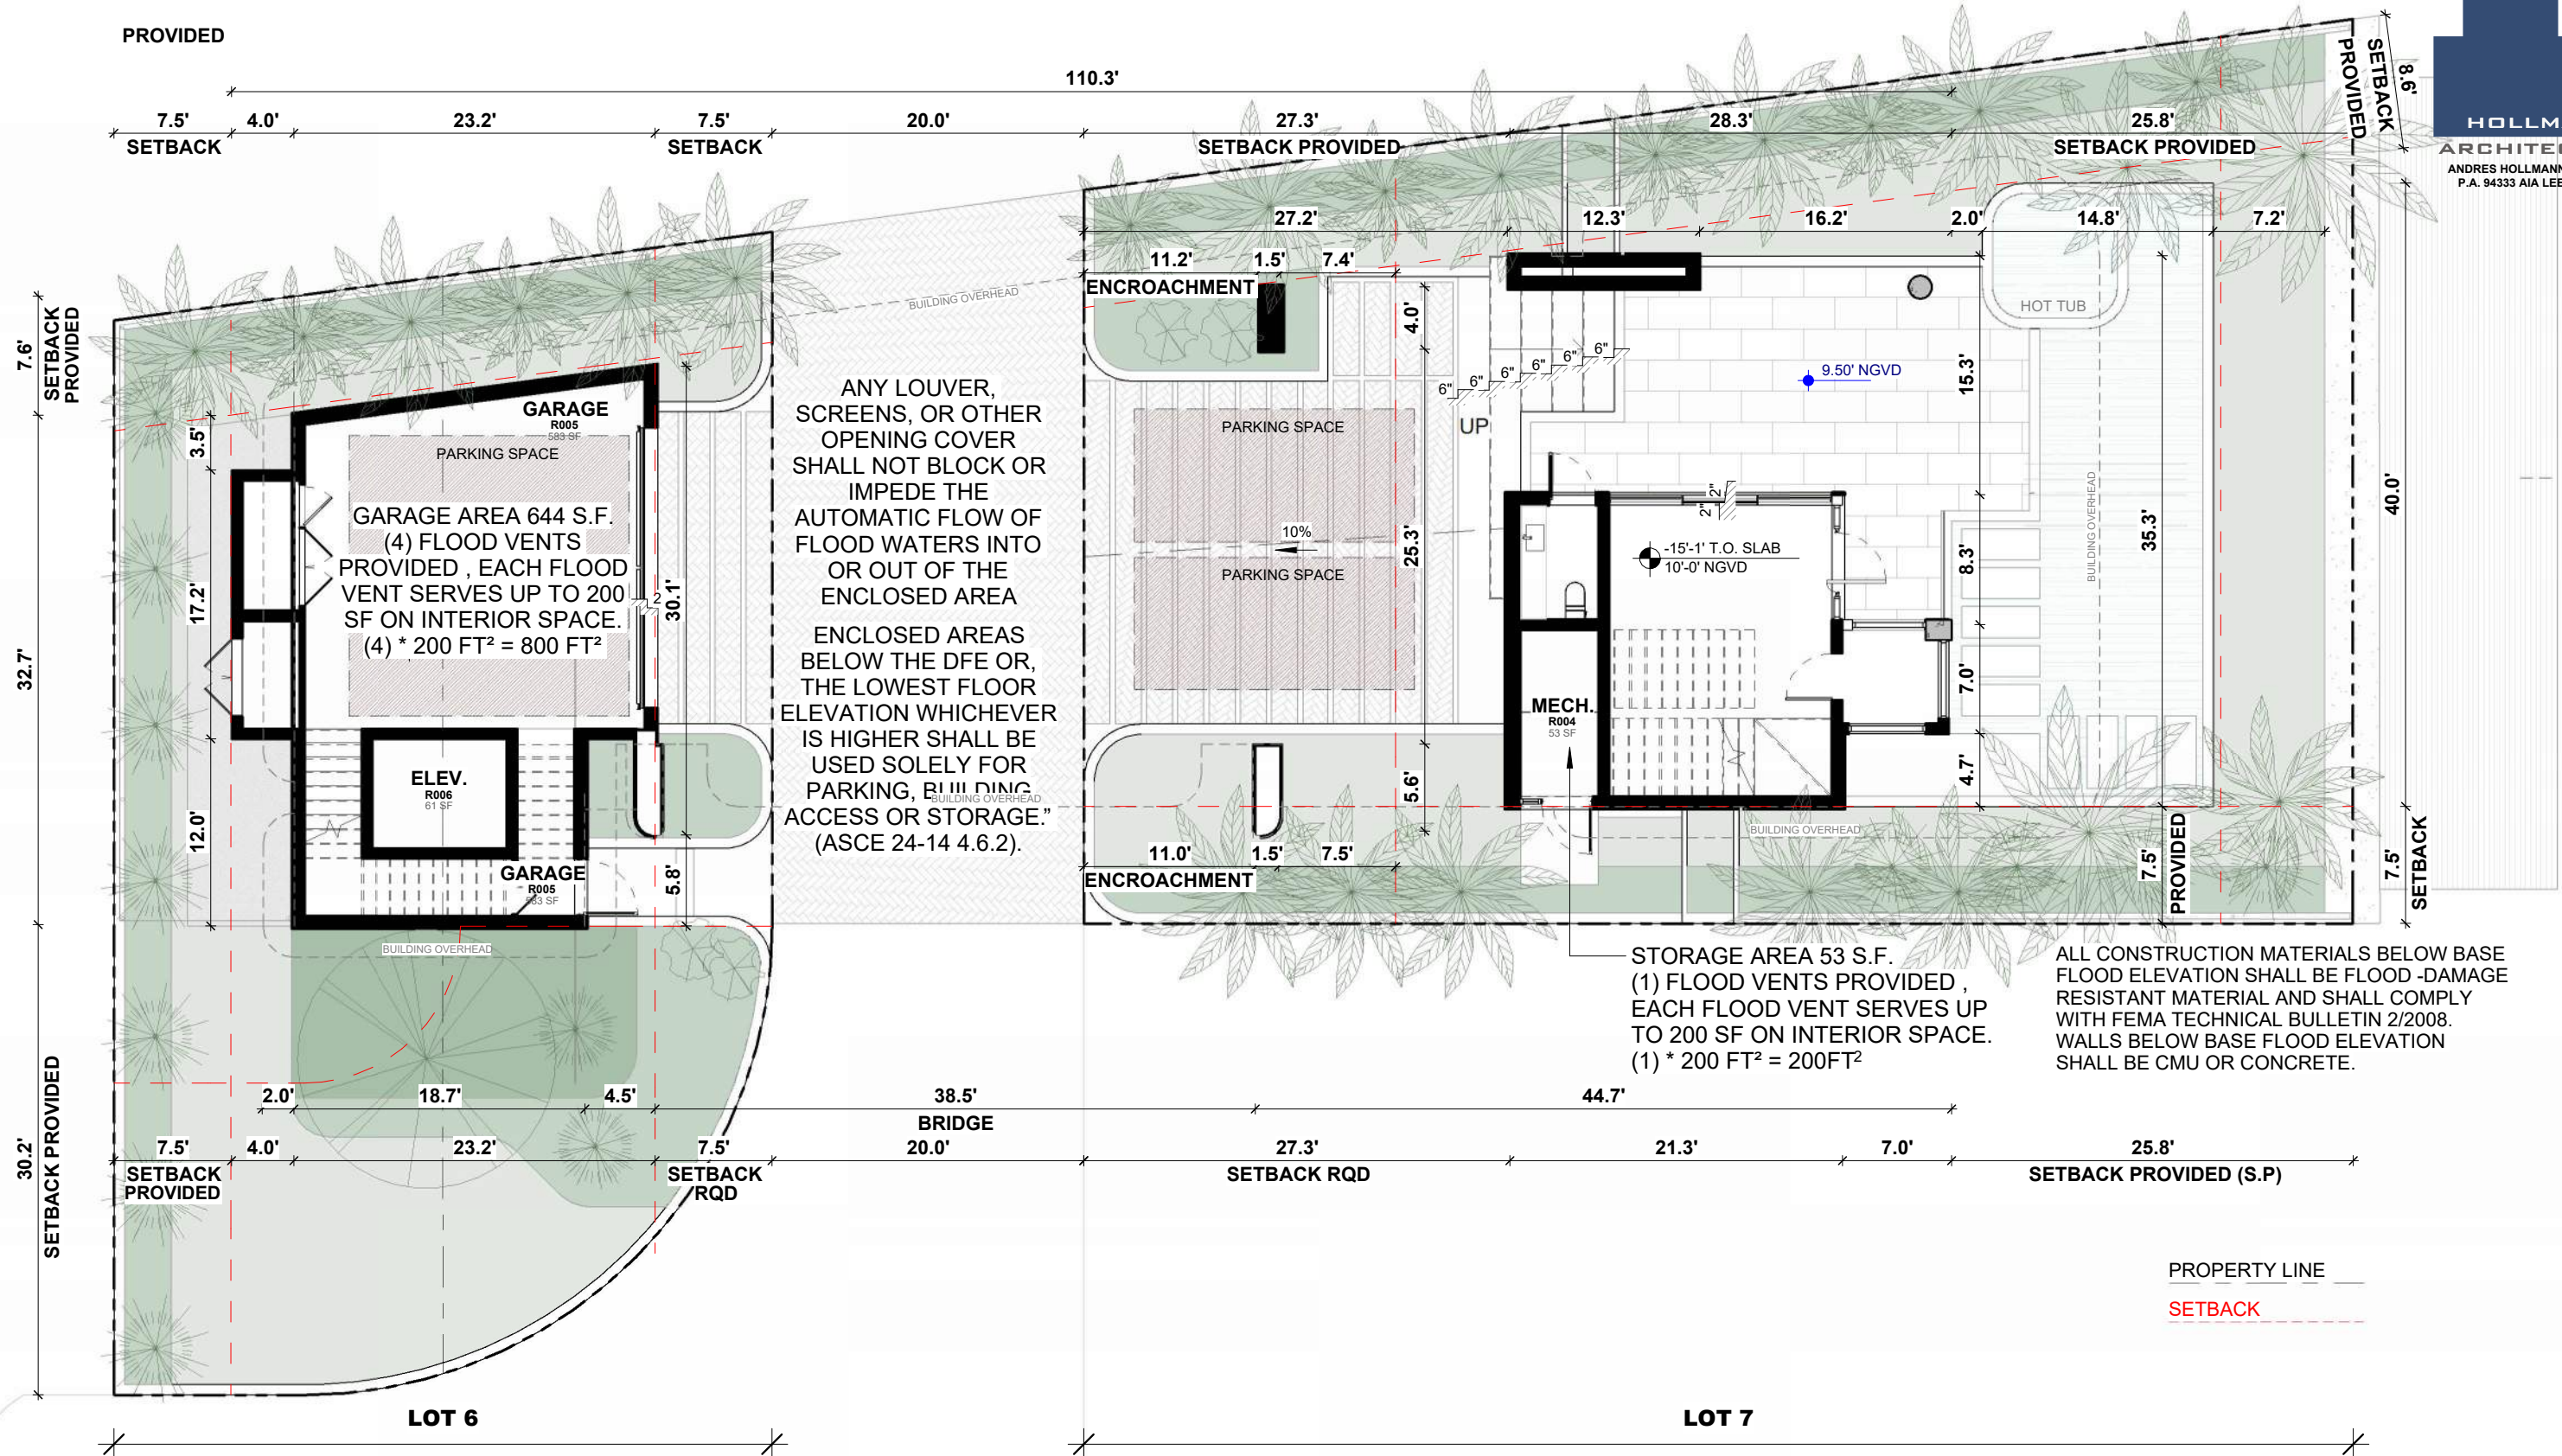 PROVIDED
110.3'
7.5' 4.0' 23.2' 7.5' 20.0' 27.3' 28.3' 25.8'
SETBACK SETBACK SETBACK PROVIDED SETBACK PROVIDED
SETBACK
PROVIDED
8.6'
HOLLM
ARCHITE
ANDRES HOLLMANN
P.A. 94333 AIA LEE
27.2' 12.3' 16.2' 2.0' 14.8' 7.2'
11.2' 1.5' 7.4'
ENCROACHMENT
BUILDING OVERHEAD
HOT TUB
7.6'
SETBACK
PROVIDED
4.0'
6" 6" 6" 6" 6" 6"
UP
9.50' NGVD
15.3'
GARAGE
R005
583 SF
PARKING SPACE
3.5'
GARAGE AREA 644 S.F.
(4) FLOOD VENTS
PROVIDED , EACH FLOOD
VENT SERVES UP TO 200
SF ON INTERIOR SPACE.
(4) * 200 FT² = 800 FT²
17.2'
32.7'
30.1'
2
ANY LOUVER,
SCREENS, OR OTHER
OPENING COVER
SHALL NOT BLOCK OR
IMPEDE THE
AUTOMATIC FLOW OF
FLOOD WATERS INTO
OR OUT OF THE
ENCLOSED AREA
ENCLOSED AREAS
BELOW THE DFE OR,
THE LOWEST FLOOR
ELEVATION WHICHEVER
IS HIGHER SHALL BE
USED SOLELY FOR
PARKING, BUILDING
ACCESS OR STORAGE.”
(ASCE 24-14 4.6.2).
BUILDING OVERHEAD
PARKING SPACE
10%
PARKING SPACE
25.3'
2"
2"
-15'-1' T.O. SLAB
10'-0' NGVD
8.3'
BUILDING OVERHEAD
35.3'
40.0'
7.0'
MECH.
R004
53 SF
4.7'
ELEV.
R006
61 SF
12.0'
GARAGE
R005
583 SF
5.8'
5.6'
11.0' 1.5' 7.5'
ENCROACHMENT
BUILDING OVERHEAD
7.5'
PROVIDED
7.5'
SETBACK
BUILDING OVERHEAD
STORAGE AREA 53 S.F.
(1) FLOOD VENTS PROVIDED ,
EACH FLOOD VENT SERVES UP
TO 200 SF ON INTERIOR SPACE.
(1) * 200 FT² = 200FT²
ALL CONSTRUCTION MATERIALS BELOW BASE
FLOOD ELEVATION SHALL BE FLOOD -DAMAGE
RESISTANT MATERIAL AND SHALL COMPLY
WITH FEMA TECHNICAL BULLETIN 2/2008.
WALLS BELOW BASE FLOOD ELEVATION
SHALL BE CMU OR CONCRETE.
30.2'
SETBACK PROVIDED
2.0' 18.7' 4.5' 38.5' 44.7'
BRIDGE
7.5' 4.0' 23.2' 7.5' 20.0' 27.3' 21.3' 7.0' 25.8'
SETBACK
PROVIDED
SETBACK
RQD
SETBACK RQD
SETBACK PROVIDED (S.P)
PROPERTY LINE
SETBACK
LOT 6 LOT 7